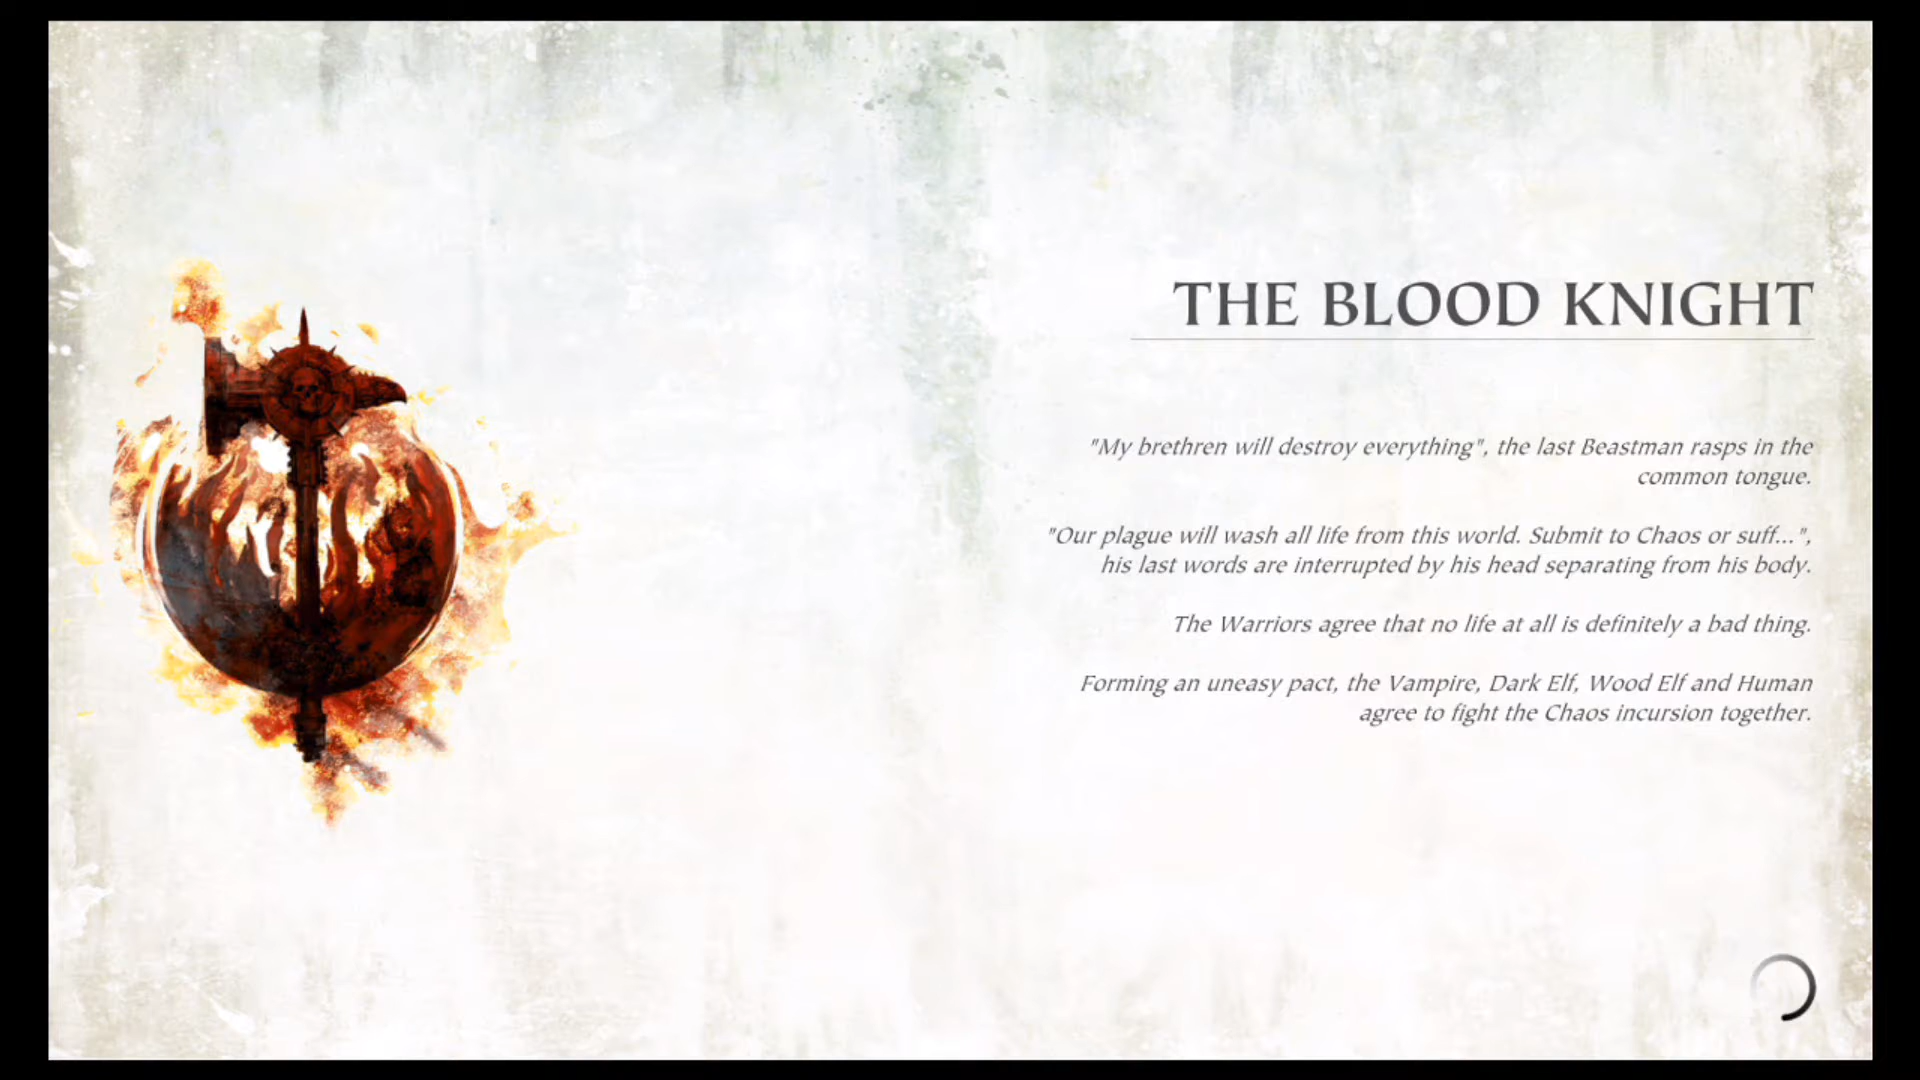 THE BLOOD KNIGHT
"My brethren will destroy everything", the last Beastman rasps in the
common tongue.
"Our plague will wash all life from this world. Submit to Chaos or suff...",
his last words are interrupted by his head separating from his body.
The Warriors agree that no life at all is definitely a bad thing.
Forming an uneasy pact, the Vampire, Dark Elf, Wood Elf and Human
agree to fight the Chaos incursion together.